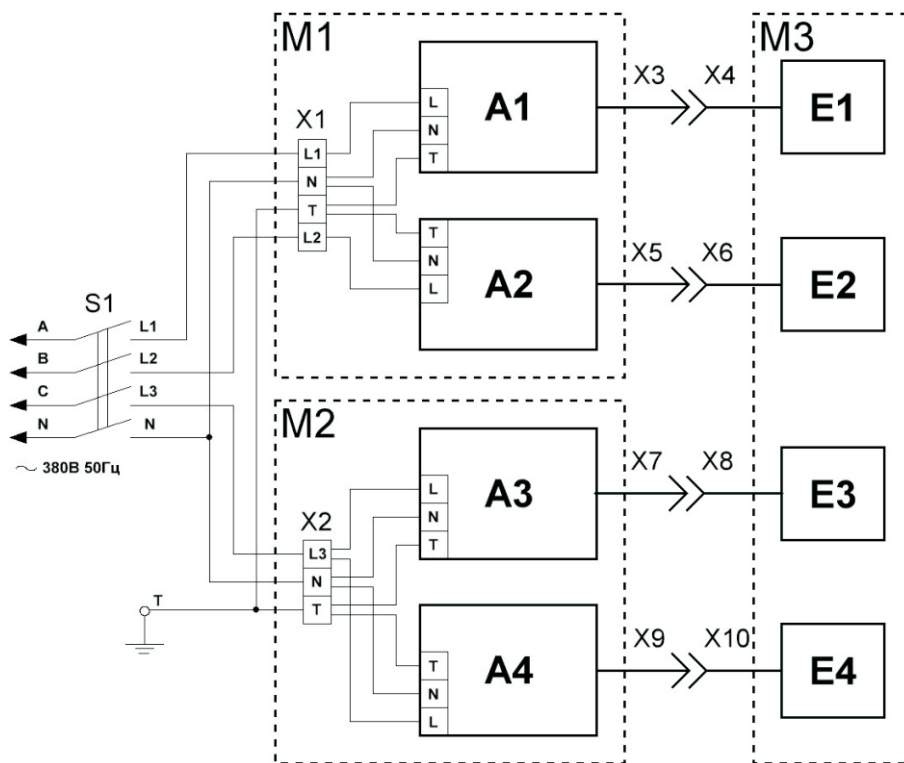 M1
M3
A1
X3 X4
E1
X1
L
N
T
L1
N
T
L2
A2
X5 X6
E2
T
N
L
S1
A L1
B L2
C L3
N N
~ 380В 50Гц
M2
A3
X7 X8
E3
X2
L
N
T
L3
N
T
T
A4
X9 X10
E4
T
N
L